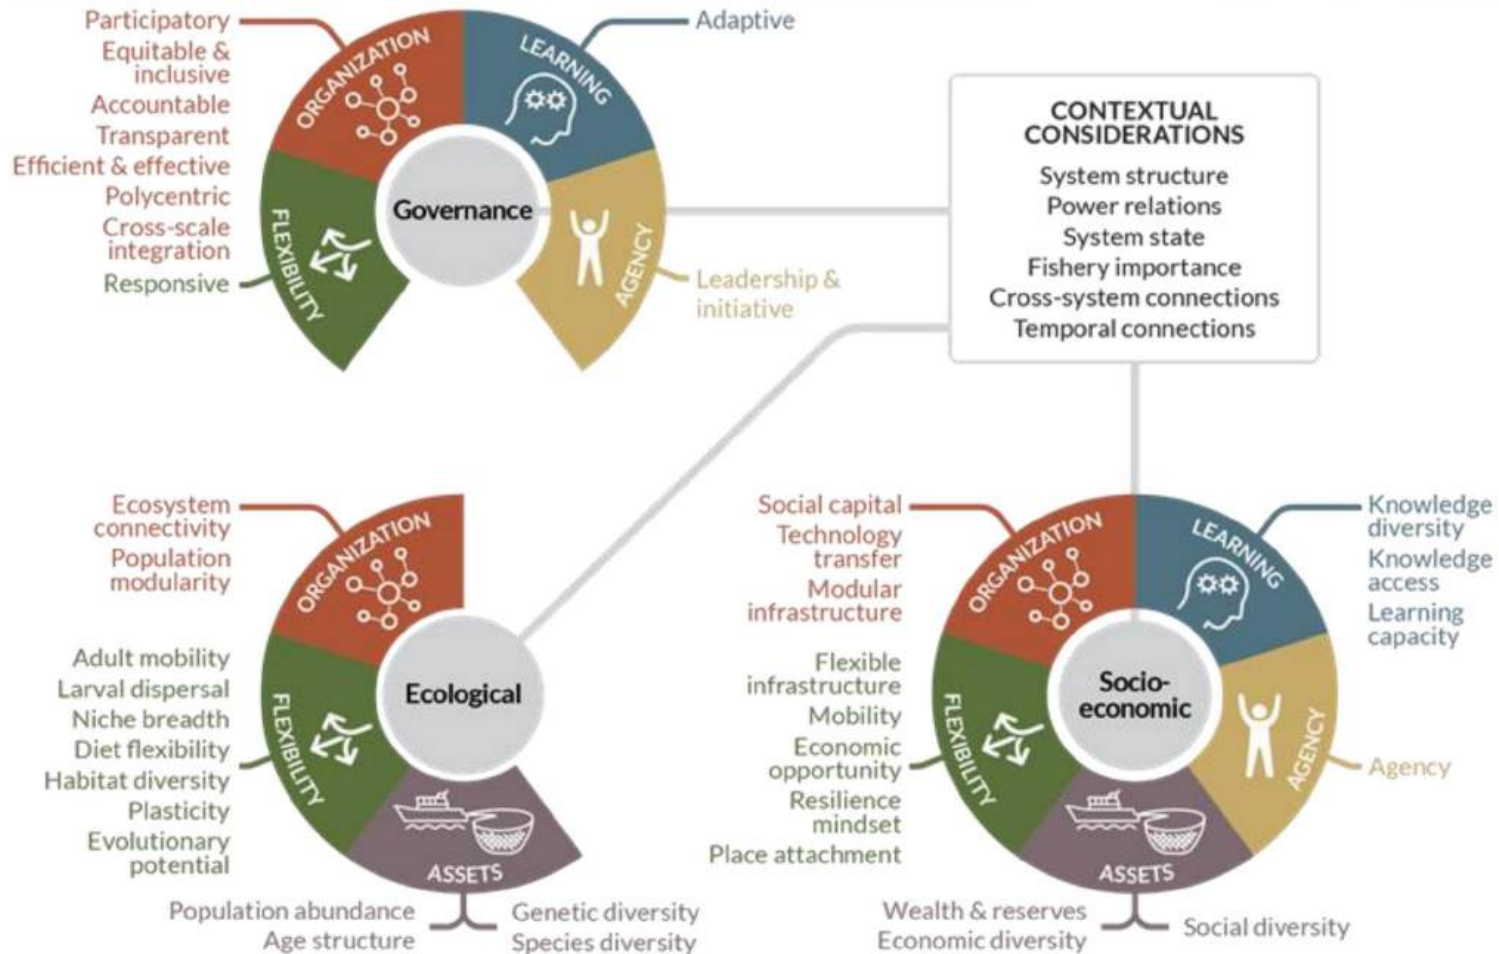 Participatory
Equitable &
inclusive
Accountable
Transparent
Efficient & effective
Polycentric
Cross-scale
integration
Responsive
ORGANIZATION
LEARNING
FLEXIBILITY
AGENCY
Governance
Adaptive
Leadership &
initiative
CONTEXTUAL
CONSIDERATIONS
System structure
Power relations
System state
Fishery importance
Cross-system connections
Temporal connections
Ecosystem
connectivity
Population
modularity
Adult mobility
Larval dispersal
Niche breadth
Diet flexibility
Habitat diversity
Plasticity
Evolutionary
potential
ORGANIZATION
FLEXIBILITY
ASSETS
Ecological
Population abundance
Age structure
Genetic diversity
Species diversity
Social capital
Technology
transfer
Modular
infrastructure
Flexible
infrastructure
Mobility
Economic
opportunity
Resilience
mindset
Place attachment
ORGANIZATION
LEARNING
FLEXIBILITY
AGENCY
ASSETS
Socio-
economic
Knowledge
diversity
Knowledge
access
Learning
capacity
Agency
Wealth & reserves
Economic diversity
Social diversity